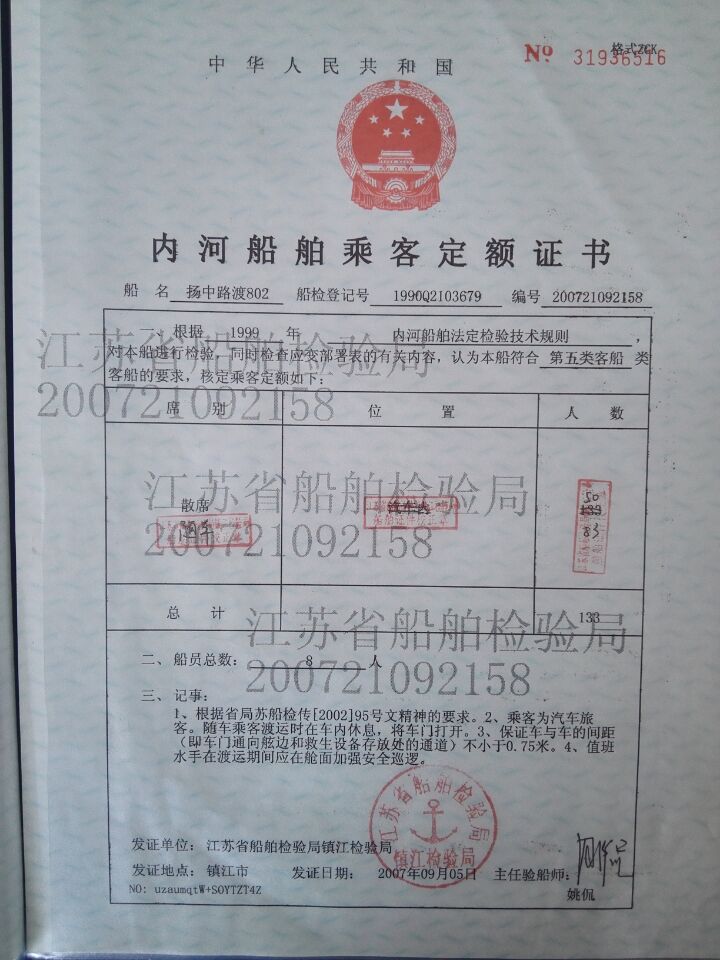 格式ZGK
中华人民共和国
№ 31936516
内河船舶乘客定额证书
船 名 扬中路渡802 船检登记号 1990Q2103679 编号 200721092158
一、根据 1999 年 内河船舶法定检验技术规则 ，
对本船进行检验，同时检查应变部署表的有关内容，认为本船符合 第五类客船 类
客船的要求，核定乘客定额如下：
江苏省船舶检验局
200721092158
席 别 位 置 人 数
江苏省船舶检验局
200721092158
50
散席 133
随车 83
总 计 133
江苏省船舶检验局
200721092158
二、船员总数： 8 人
三、记事：
1、根据省局苏船检传[2002]95号文精神的要求。2、乘客为汽车旅
客。随车乘客渡运时在车内休息，将车门打开。3、保证车与车的间距
（即车门通向舷边和救生设备存放处的通道）不小于0.75米。4、值班
水手在渡运期间应在舱面加强安全巡逻。
江苏省船舶检验局
镇江检验局
发证单位：江苏省船舶检验局镇江检验局
发证地点：镇江市 发证日期： 2007年09月05日 主任验船师：
NO: uzaumqtW+SOYTZT4Z 姚侃